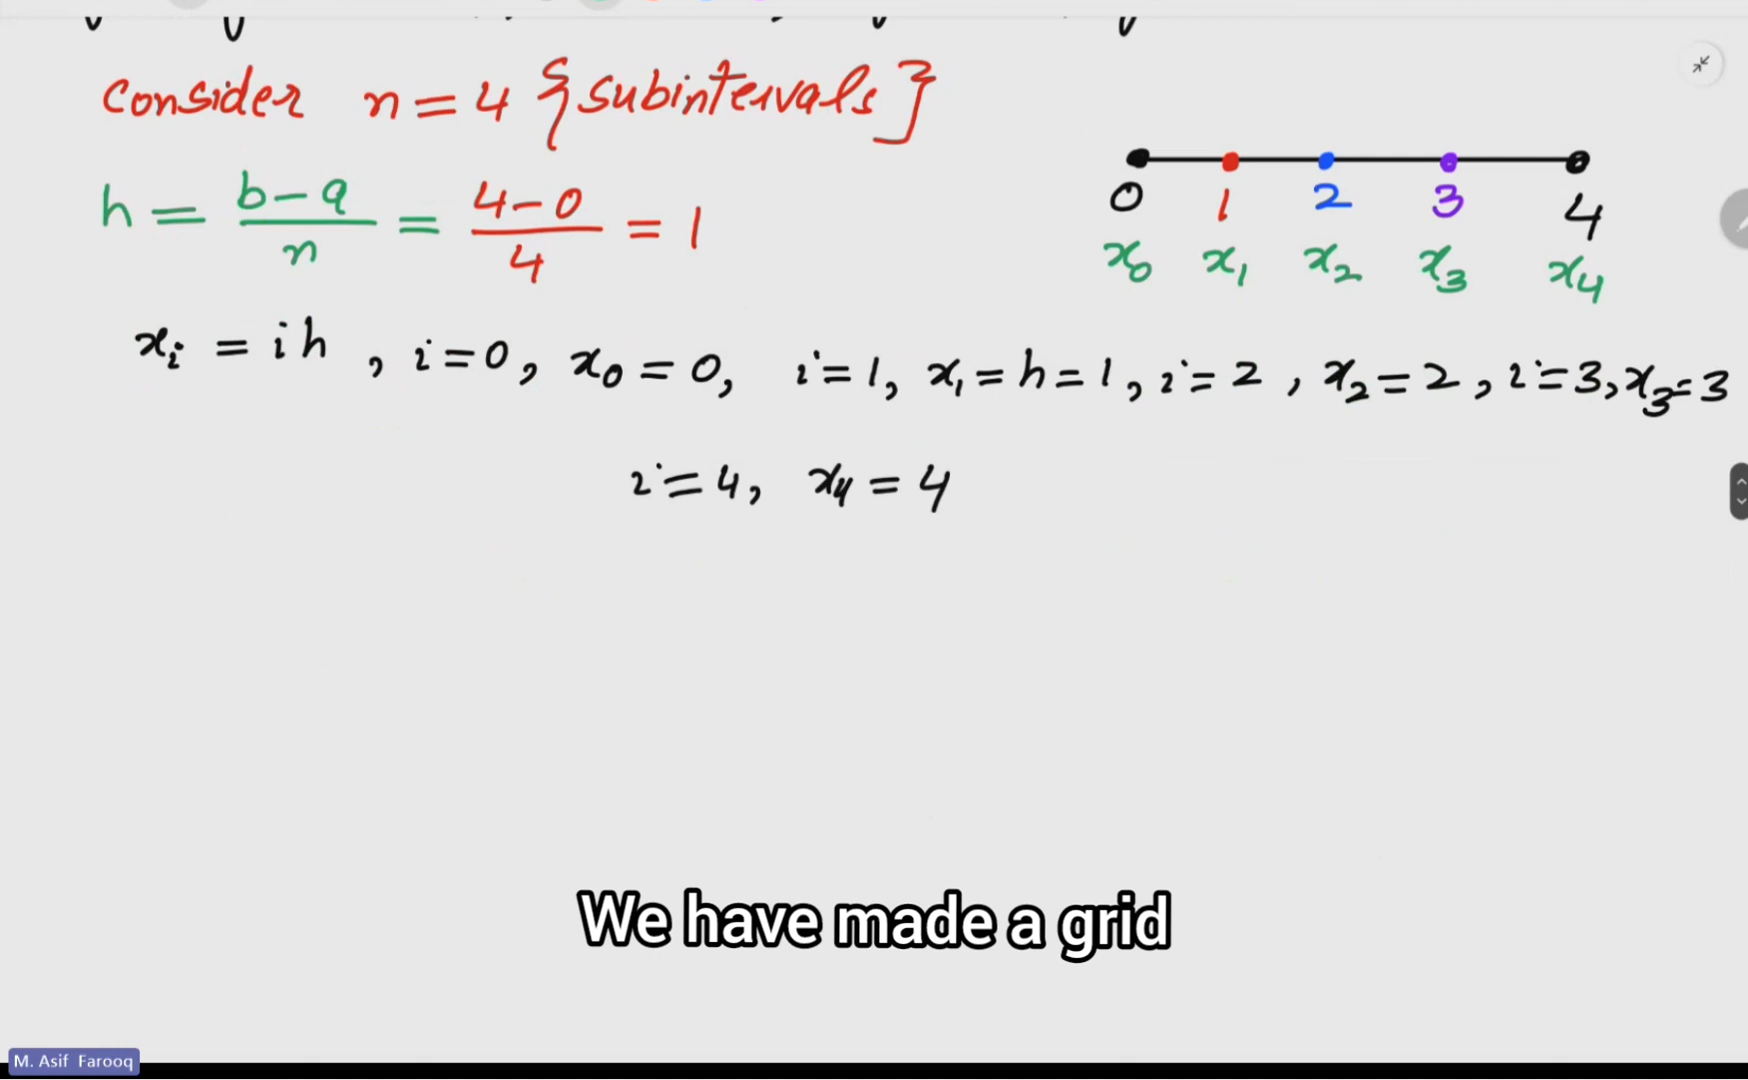 Consider n = 4 {subintervals}
h = b-a/n = 4-0/4 = 1
0 1 2 3 4
x₀ x₁ x₂ x₃ x₄
xᵢ = ih , i=0, x₀ = 0, i=1, x₁ = h = 1, i=2 , x₂ = 2, i=3, x₃=3
i=4, x₄ = 4
We have made a grid
M. Asif Farooq